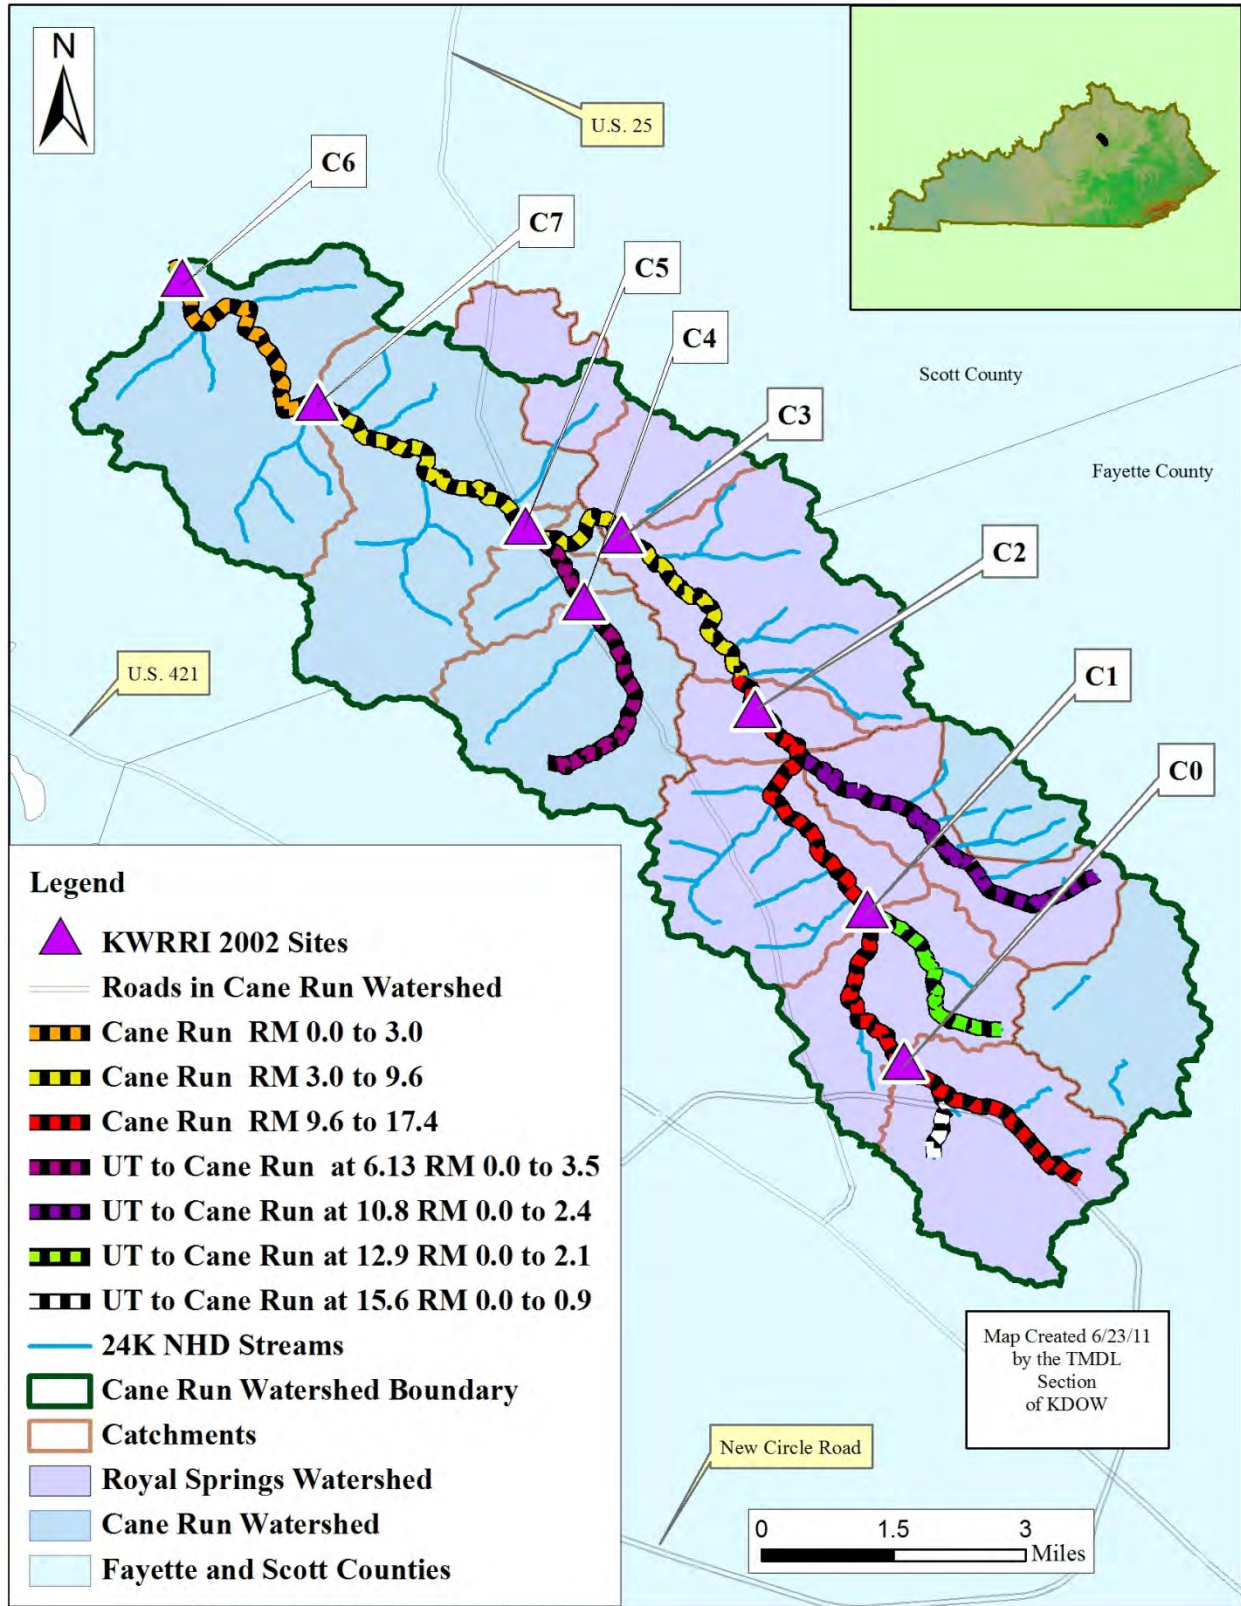 N
U.S. 25
C6
C7
C5
C4
Scott County
C3
Fayette County
C2
U.S. 421
C1
C0
Legend
KWRRI 2002 Sites
Roads in Cane Run Watershed
Cane Run RM 0.0 to 3.0
Cane Run RM 3.0 to 9.6
Cane Run RM 9.6 to 17.4
UT to Cane Run at 6.13 RM 0.0 to 3.5
UT to Cane Run at 10.8 RM 0.0 to 2.4
UT to Cane Run at 12.9 RM 0.0 to 2.1
UT to Cane Run at 15.6 RM 0.0 to 0.9
24K NHD Streams
Cane Run Watershed Boundary
Catchments
Royal Springs Watershed
Cane Run Watershed
Fayette and Scott Counties
Map Created 6/23/11
by the TMDL
Section
of KDOW
New Circle Road
0 1.5 3
Miles